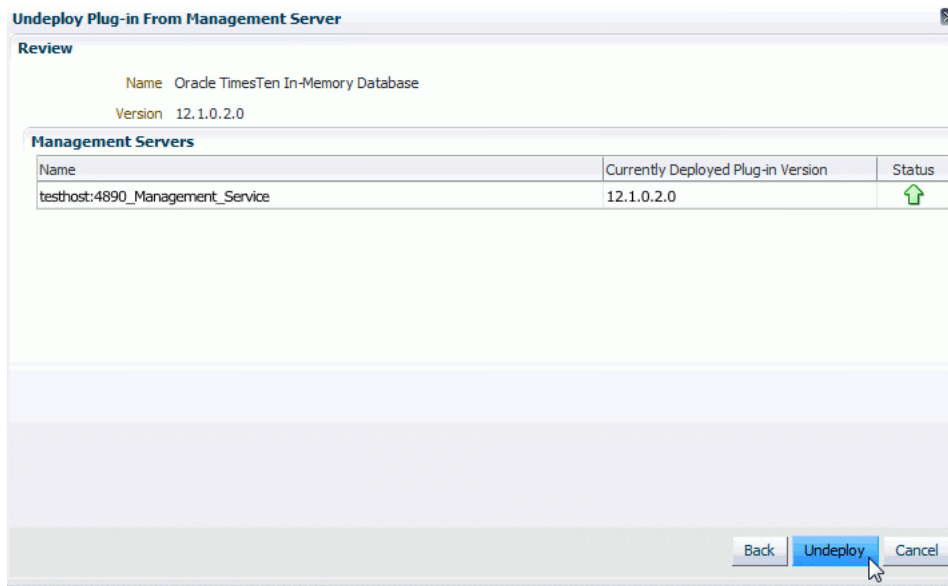 Undeploy Plug-in From Management Server
Review
Name Oracle TimesTen In-Memory Database
Version 12.1.0.2.0
Management Servers
Name Currently Deployed Plug-in Version Status
testhost:4890_Management_Service 12.1.0.2.0
Back Undeploy Cancel